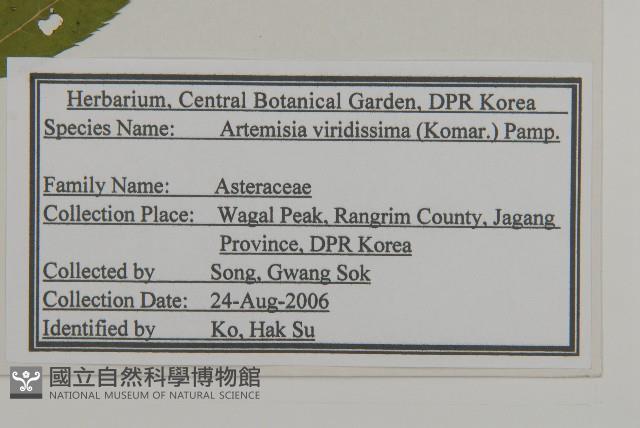 Herbarium, Central Botanical Garden, DPR Korea
Species Name: Artemisia viridissima (Komar.) Pamp.
Family Name: Asteraceae
Collection Place: Wagal Peak, Rangrim County, Jagang
Province, DPR Korea
Collected by Song, Gwang Sok
Collection Date: 24-Aug-2006
Identified by Ko, Hak Su
國立自然科學博物館
NATIONAL MUSEUM OF NATURAL SCIENCE